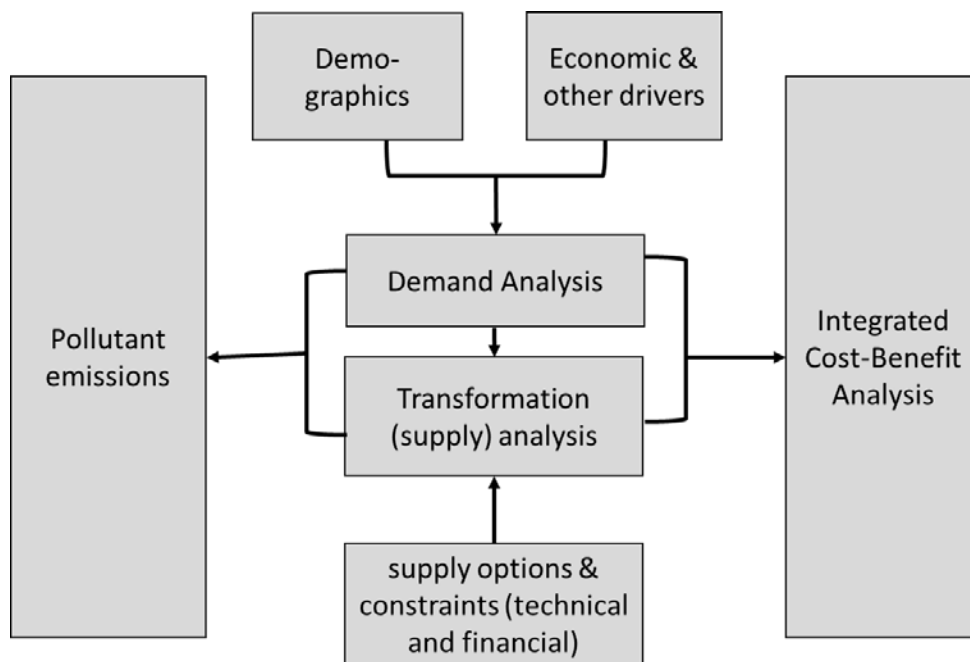 Demo-
graphics
Economic &
other drivers
Demand Analysis
Pollutant
emissions
Transformation
(supply) analysis
Integrated
Cost-Benefit
Analysis
supply options &
constraints (technical
and financial)